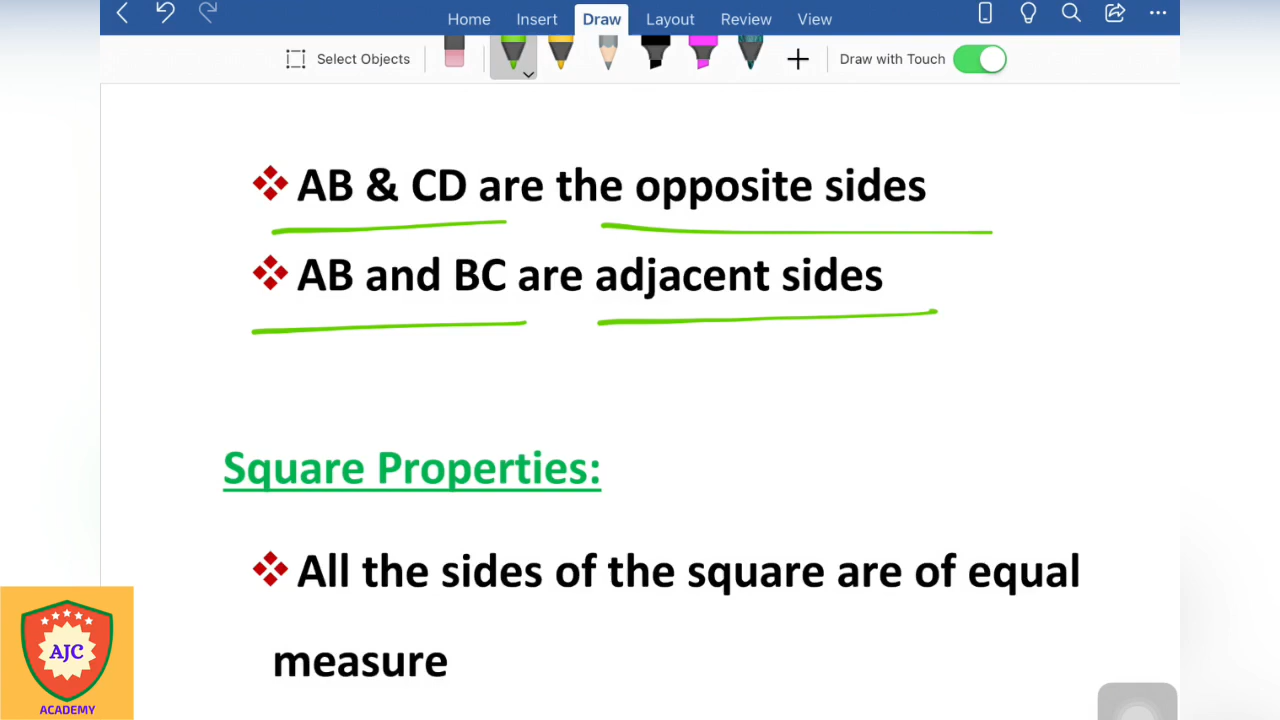 Home Insert Draw Layout Review View
Select Objects Draw with Touch
AB & CD are the opposite sides
AB and BC are adjacent sides
Square Properties:
All the sides of the square are of equal
measure
AJC
ACADEMY